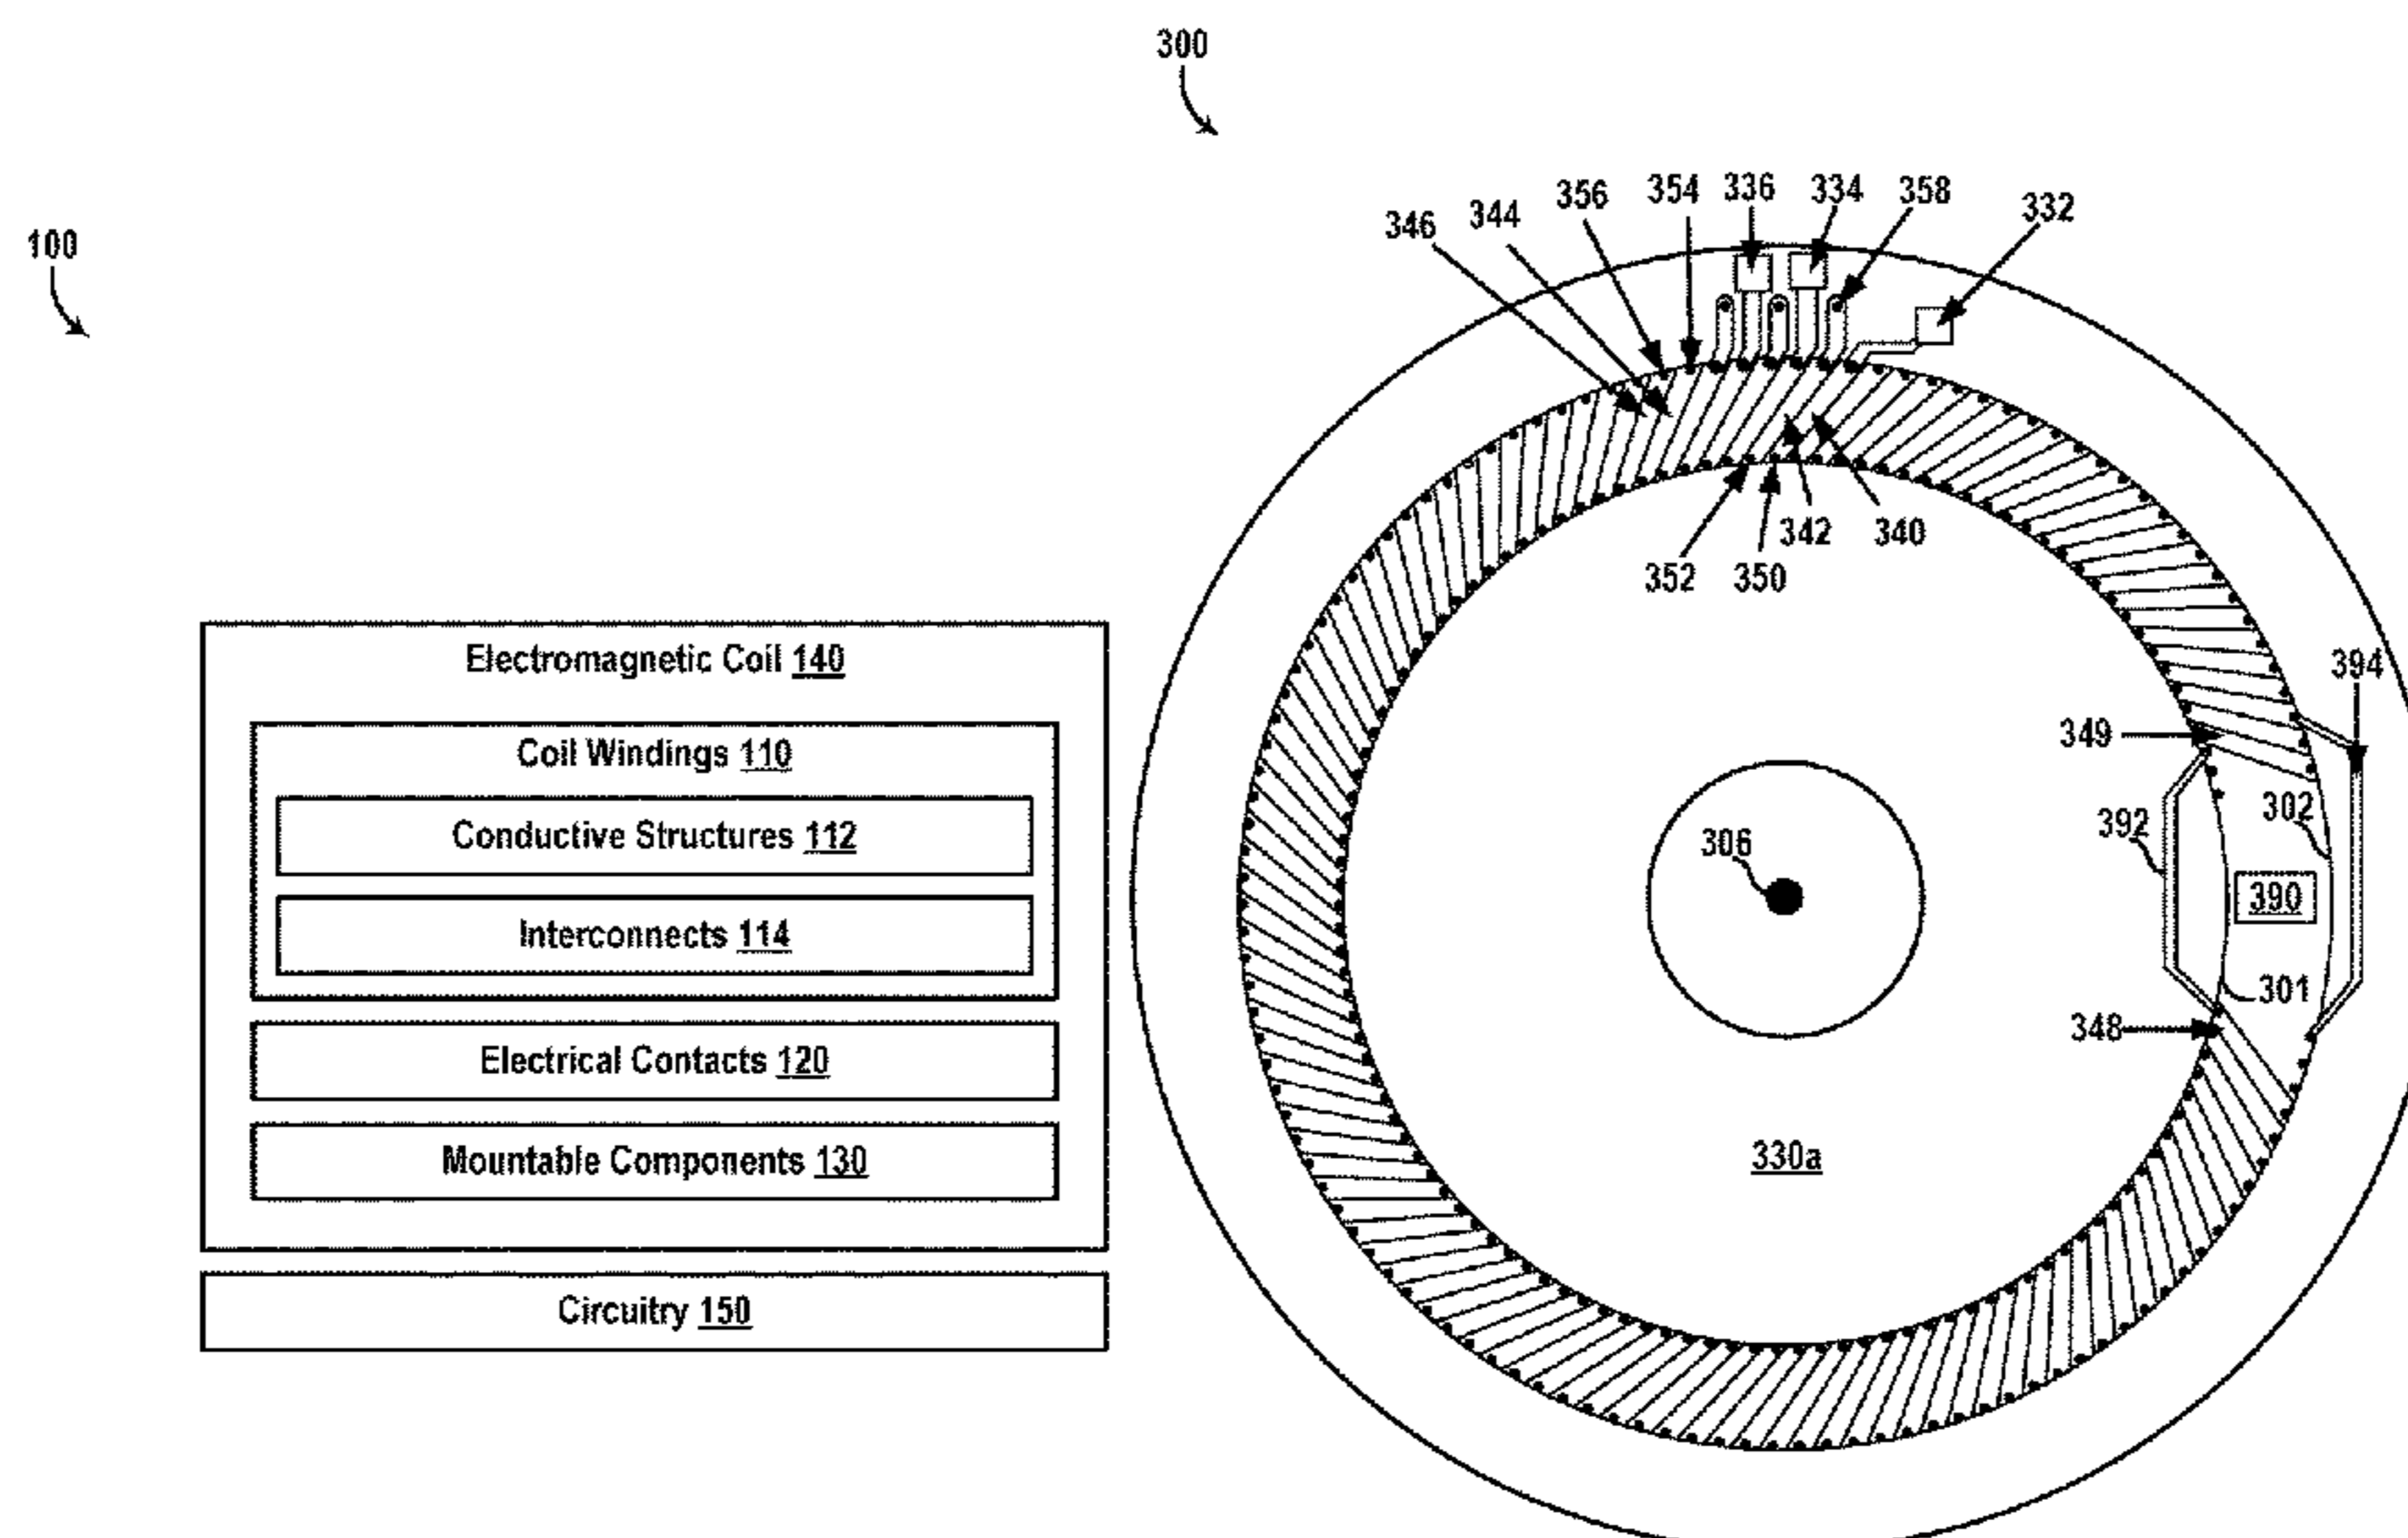 100
Electromagnetic Coil 140
Coil Windings 110
Conductive Structures 112
Interconnects 114
Electrical Contacts 120
Mountable Components 130
Circuitry 150
300
346
344
356
354
336
334
358
332
352
350
342
340
394
349
302
392
306
390
301
348
330a